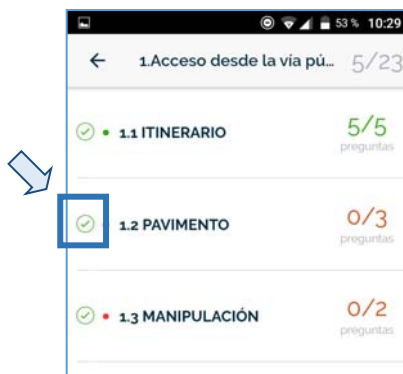 53 % 10:29
1.Acceso desde la vía pú... 5/23
1.1 ITINERARIO 5/5
preguntas
1.2 PAVIMENTO 0/3
preguntas
1.3 MANIPULACIÓN 0/2
preguntas